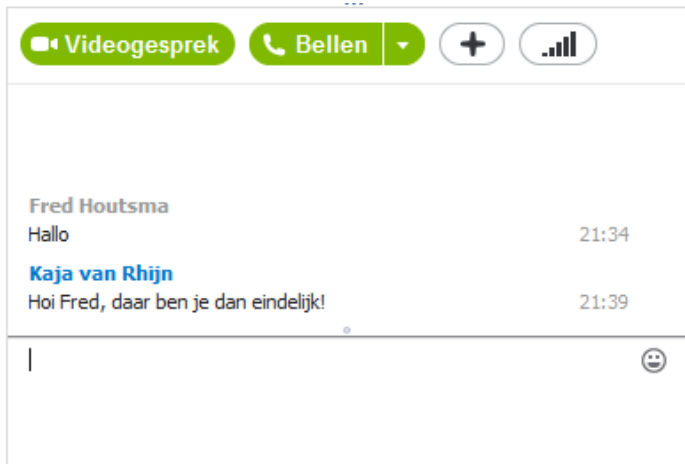 Videogesprek Bellen
Fred Houtsma
Hallo 21:34
Kaja van Rhijn
Hoi Fred, daar ben je dan eindelijk! 21:39